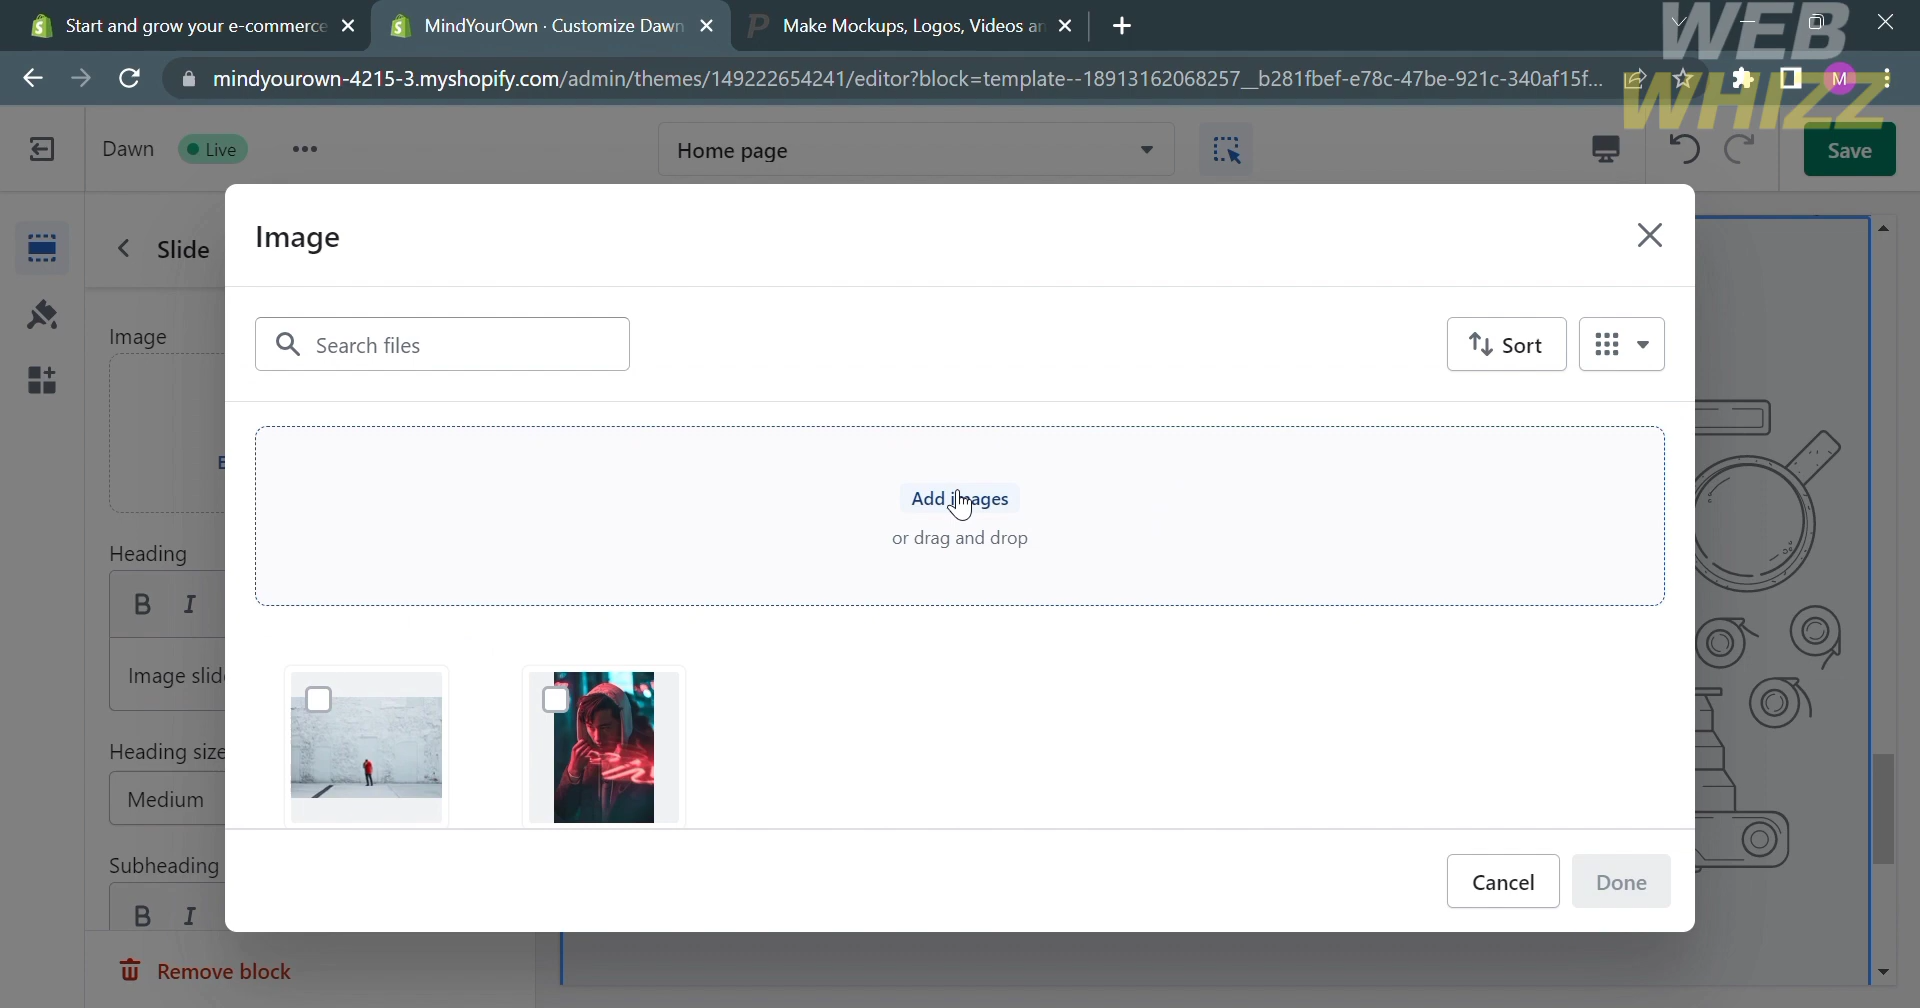 Start and grow your e-commerce
MindYourOwn · Customize Dawn
Make Mockups, Logos, Videos an
mindyourown-4215-3.myshopify.com/admin/themes/149222654241/editor?block=template--18913162068257__b281fbef-e78c-47be-921c-340af15f...
M
WEB
WHIZZ
Dawn
Live
Home page
Save
Slide
Image
Image
Search files
Sort
Add images
or drag and drop
Heading
B I
Image slid
Heading size
Medium
Subheading
B I
Cancel
Done
Remove block